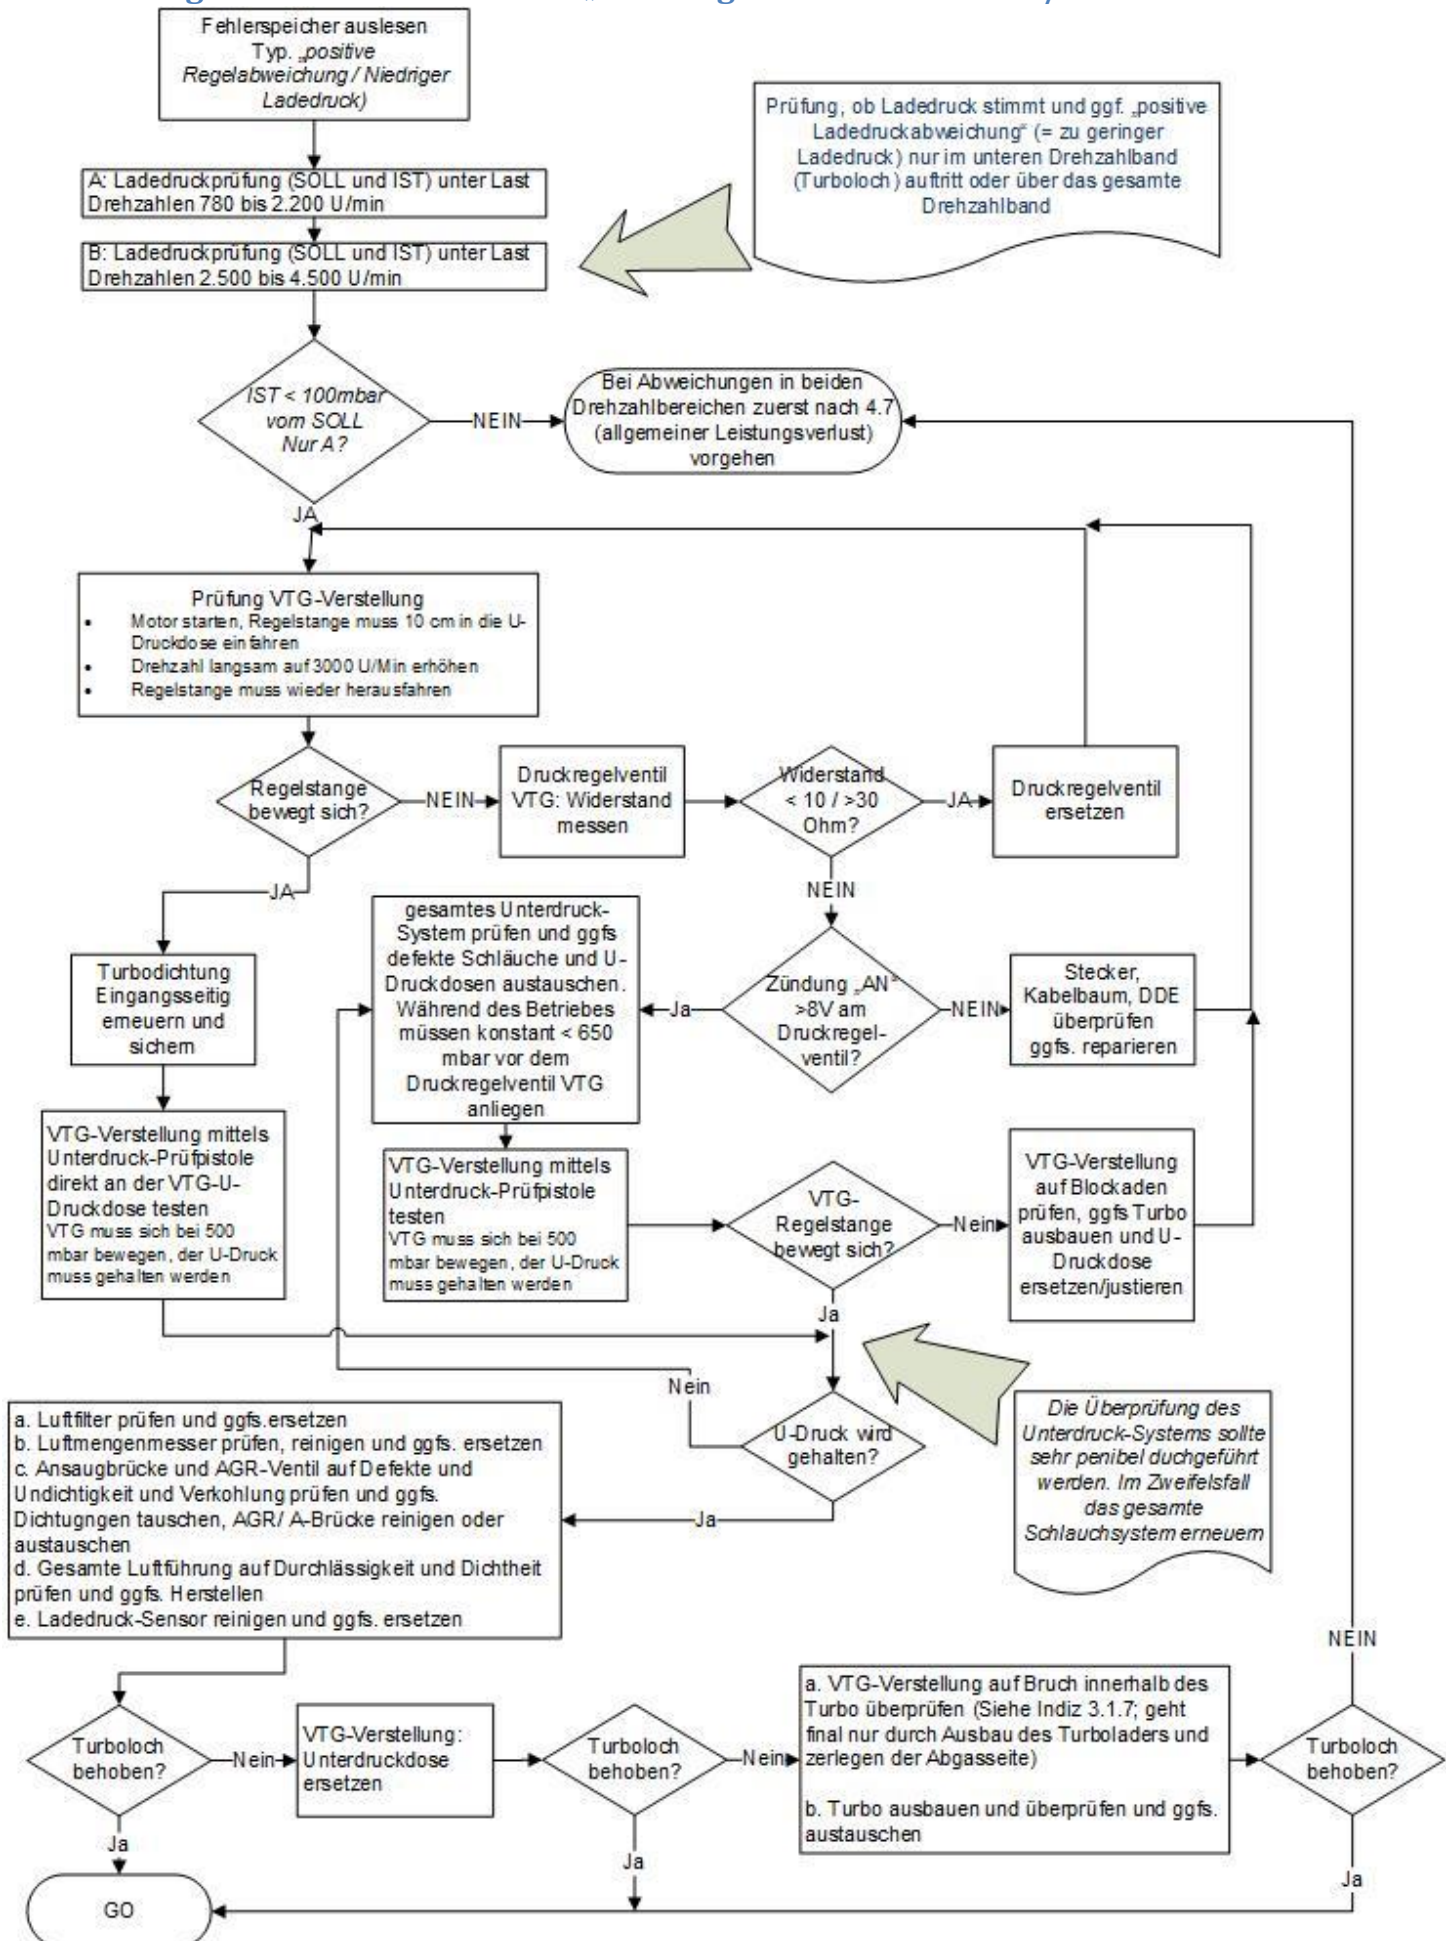 Fehlerspeicher auslesen
Typ. „positive
Regelabweichung / Niedriger
Ladedruck)
Prüfung, ob Ladedruck stimmt und ggf. „positive
Ladedruckabweichung“ (= zu geringer
Ladedruck) nur im unteren Drehzahlband
(Turboloch) auftritt oder über das gesamte
Drehzahlband
A: Ladedruckprüfung (SOLL und IST) unter Last
Drehzahlen 780 bis 2.200 U/min
B: Ladedruckprüfung (SOLL und IST) unter Last
Drehzahlen 2.500 bis 4.500 U/min
IST < 100mbar
vom SOLL
Nur A?
NEIN
Bei Abweichungen in beiden
Drehzahlbereichen zuerst nach 4.7
(allgemeiner Leistungsverlust)
vorgehen
JA
Prüfung VTG-Verstellung
• Motor starten, Regelstange muss 10 cm in die U-
Druckdose einfahren
• Drehzahl langsam auf 3000 U/Min erhöhen
• Regelstange muss wieder herausfahren
Regelstange
bewegt sich?
NEIN
Druckregelventil
VTG: Widerstand
messen
Widerstand
< 10 / >30
Ohm?
JA
Druckregelventil
ersetzen
JA
NEIN
Turbodichtung
Eingangsseitig
erneuern und
sichern
gesamtes Unterdruck-
System prüfen und ggfs
defekte Schläuche und U-
Druckdosen austauschen.
Während des Betriebes
müssen konstant < 650
mbar vor dem
Druckregelventil VTG
anliegen
Ja
Zündung „AN“
>8V am
Druckregel-
ventil?
NEIN
Stecker,
Kabelbaum, DDE
überprüfen
ggfs. reparieren
VTG-Verstellung mittels
Unterdruck-Prüfpistole
direkt an der VTG-U-
Druckdose testen
VTG muss sich bei 500
mbar bewegen, der U-Druck
muss gehalten werden
VTG-Verstellung mittels
Unterdruck-Prüfpistole
testen
VTG muss sich bei 500
mbar bewegen, der U-Druck
muss gehalten werden
VTG-
Regelstange
bewegt sich?
Nein
VTG-Verstellung
auf Blockaden
prüfen, ggfs Turbo
ausbauen und U-
Druckdose
ersetzen/justieren
Ja
Nein
U-Druck wird
gehalten?
Die Überprüfung des
Unterdruck-Systems sollte
sehr penibel duchgeführt
werden. Im Zweifelsfall
das gesamte
Schlauchsystem erneuern
Ja
a. Luftfilter prüfen und ggfs.ersetzen
b. Luftmengenmesser prüfen, reinigen und ggfs. ersetzen
c. Ansaugbrücke und AGR-Ventil auf Defekte und
Undichtigkeit und Verkohlung prüfen und ggfs.
Dichtugngen tauschen, AGR/ A-Brücke reinigen oder
austauschen
d. Gesamte Luftführung auf Durchlässigkeit und Dichtheit
prüfen und ggfs. Herstellen
e. Ladedruck-Sensor reinigen und ggfs. ersetzen
NEIN
Turboloch
behoben?
Nein
VTG-Verstellung:
Unterdruckdose
ersetzen
Turboloch
behoben?
Nein
a. VTG-Verstellung auf Bruch innerhalb des
Turbo überprüfen (Siehe Indiz 3.1.7; geht
final nur durch Ausbau des Turboladers und
zerlegen der Abgasseite)
b. Turbo ausbauen und überprüfen und ggfs.
austauschen
Turboloch
behoben?
Ja
Ja
Ja
GO